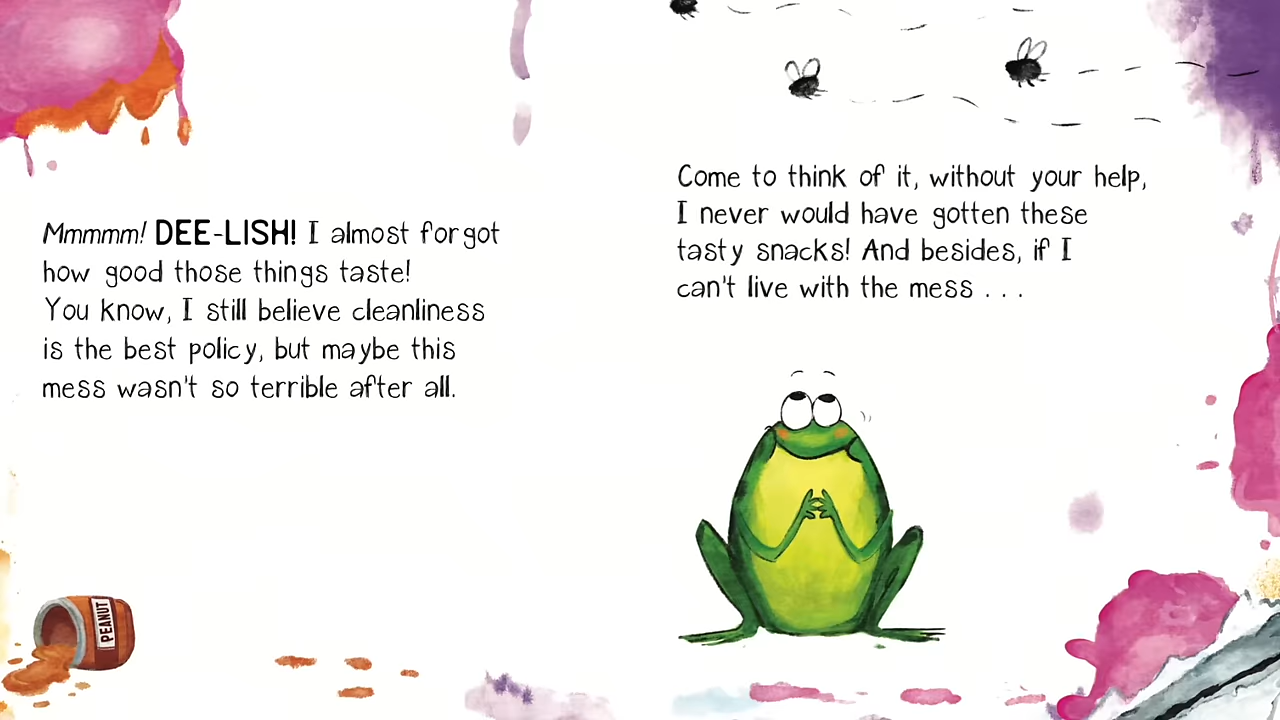 Mmmmm! DEE-LISH! I almost forgot
how good those things taste!
You know, I still believe cleanliness
is the best policy, but maybe this
mess wasn't so terrible after all.
PEANUT
Come to think of it, without your help,
I never would have gotten these
tasty snacks! And besides, if I
can't live with the mess . . .